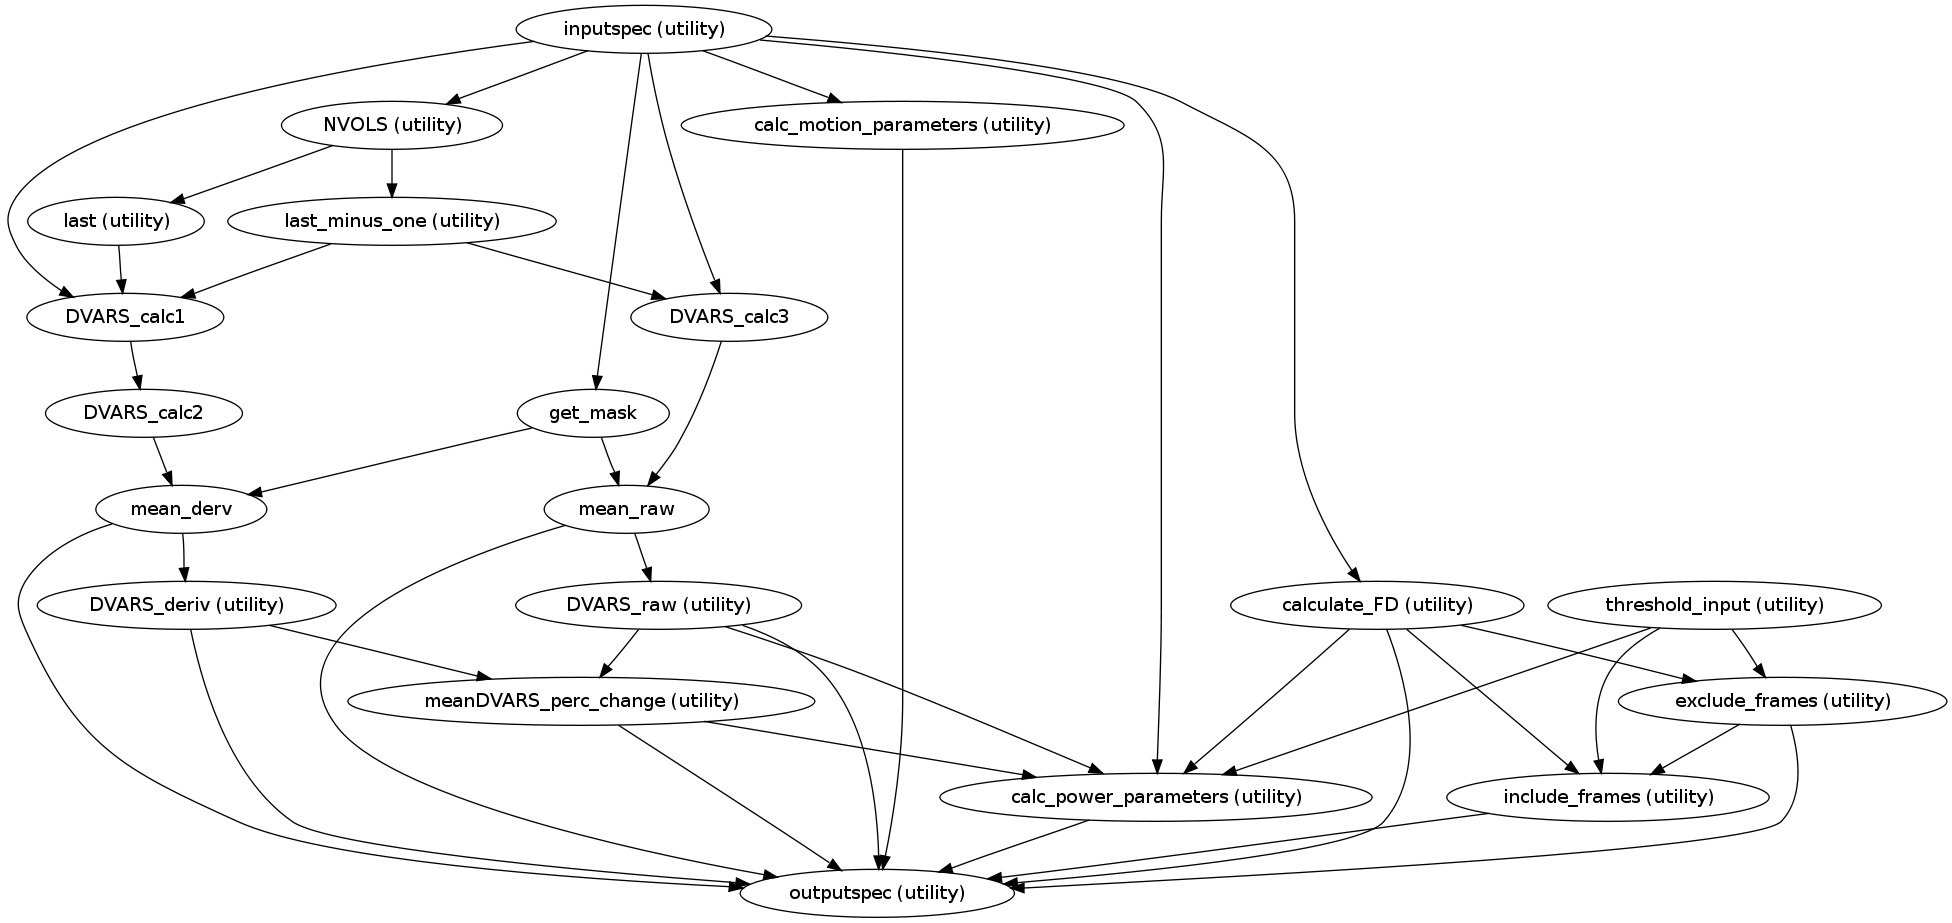 inputspec (utility)
NVOLS (utility)
calc_motion_parameters (utility)
last (utility)
last_minus_one (utility)
DVARS_calc1
DVARS_calc3
DVARS_calc2
get_mask
mean_derv
mean_raw
DVARS_deriv (utility)
DVARS_raw (utility)
calculate_FD (utility)
threshold_input (utility)
meanDVARS_perc_change (utility)
exclude_frames (utility)
calc_power_parameters (utility)
include_frames (utility)
outputspec (utility)